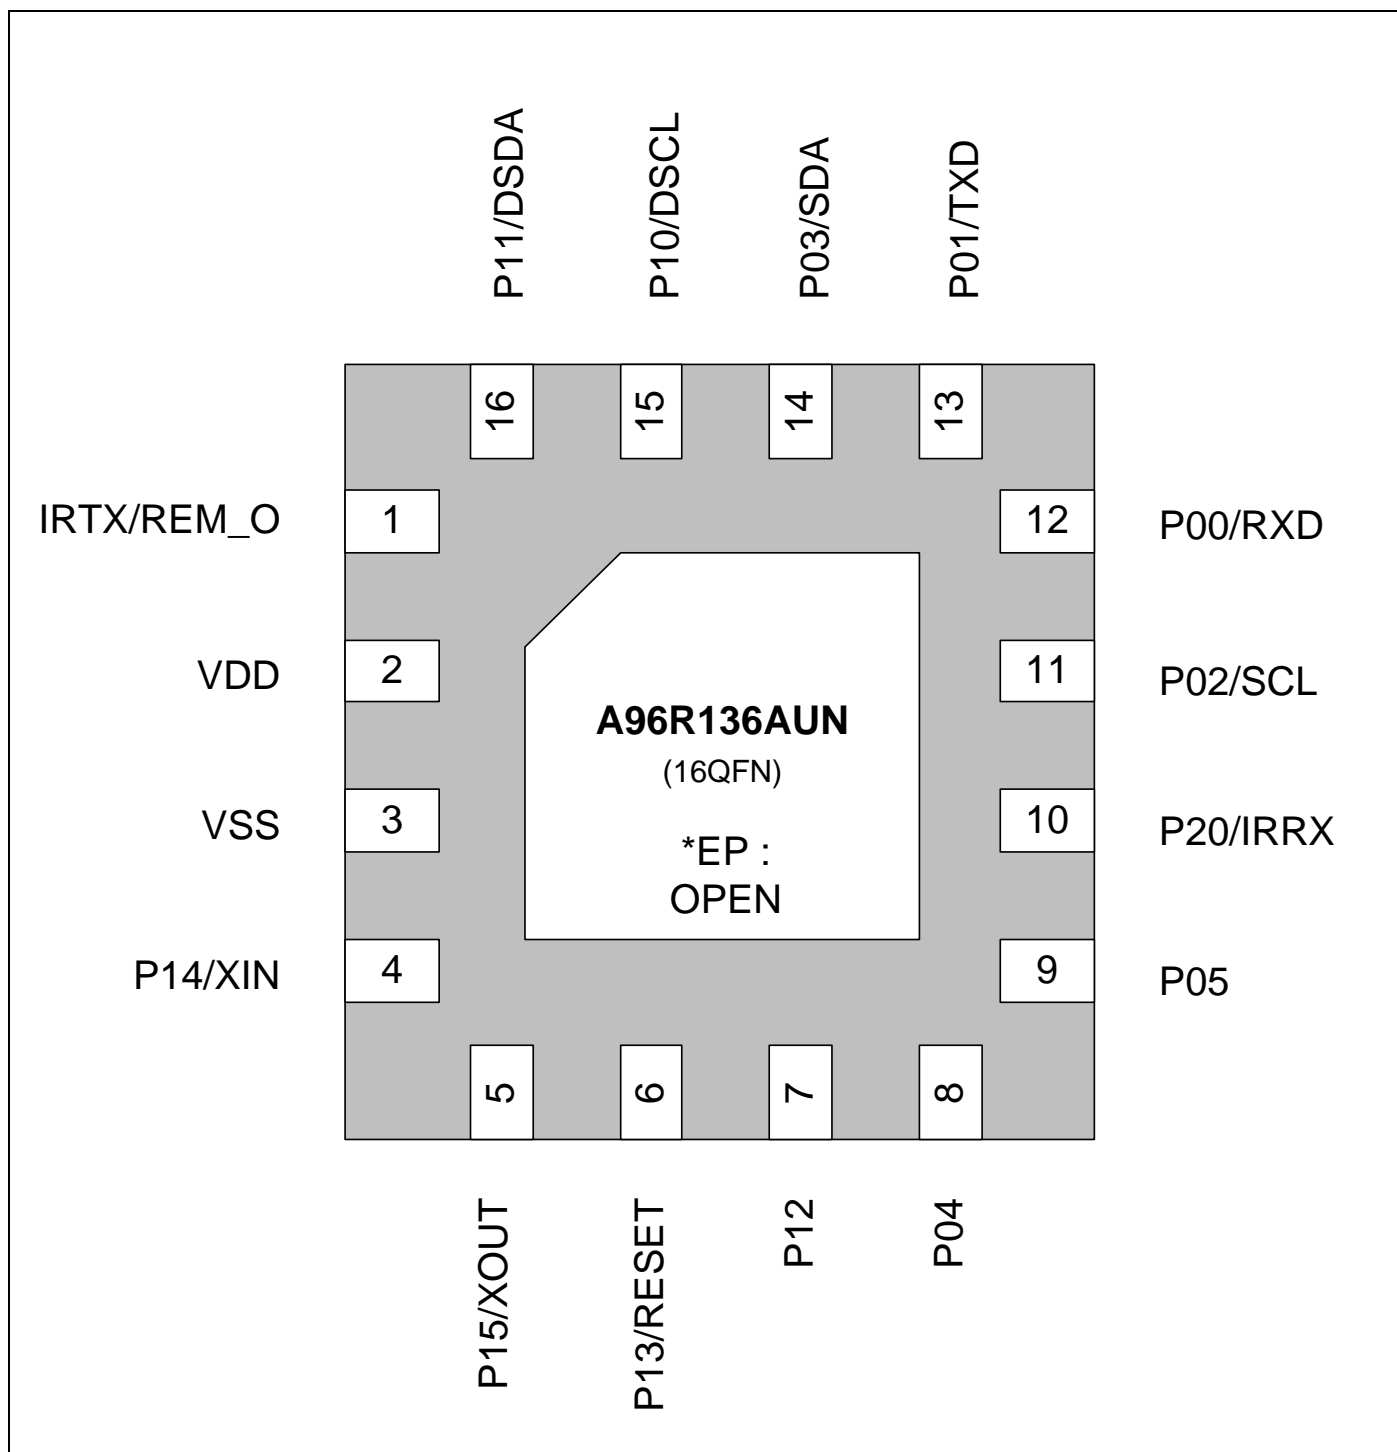 P11/DSDA
P10/DSCL
P03/SDA
P01/TXD
16
15
14
13
IRTX/REM_O
1
12
P00/RXD
VDD
2
11
P02/SCL
A96R136AUN
(16QFN)
VSS
3
10
P20/IRRX
*EP :
OPEN
P14/XIN
4
9
P05
5
6
7
8
P15/XOUT
P13/RESET
P12
P04